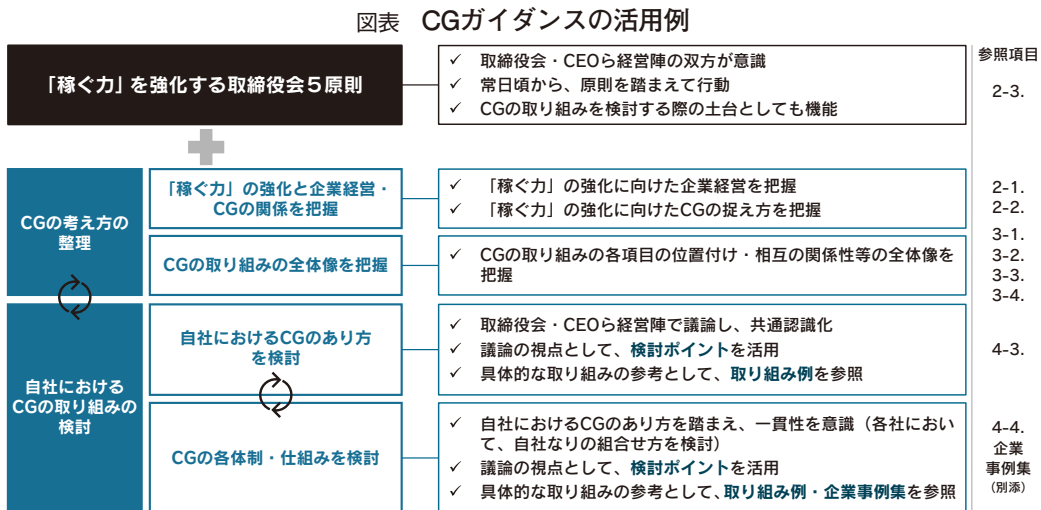 図表　CGガイダンスの活用例
参照項目
「稼ぐ力」を強化する取締役会5原則
✓ 取締役会・CEOら経営陣の双方が意識
✓ 常日頃から、原則を踏まえて行動
✓ CGの取り組みを検討する際の土台としても機能
2-3.
CGの考え方の
整理
「稼ぐ力」の強化と企業経営・
CGの関係を把握
✓ 「稼ぐ力」の強化に向けた企業経営を把握
✓ 「稼ぐ力」の強化に向けたCGの捉え方を把握
2-1.
2-2.
CGの取り組みの全体像を把握
✓ CGの取り組みの各項目の位置付け・相互の関係性等の全体像を
把握
3-1.
3-2.
3-3.
3-4.
自社における
CGの取り組みの
検討
自社におけるCGのあり方
を検討
✓ 取締役会・CEOら経営陣で議論し、共通認識化
✓ 議論の視点として、検討ポイントを活用
✓ 具体的な取り組みの参考として、取り組み例を参照
4-3.
CGの各体制・仕組みを検討
✓ 自社におけるCGのあり方を踏まえ、一貫性を意識（各社におい
て、自社なりの組合せ方を検討）
✓ 議論の視点として、検討ポイントを活用
✓ 具体的な取り組みの参考として、取り組み例・企業事例集を参照
4-4.
企業
事例集
（別添）